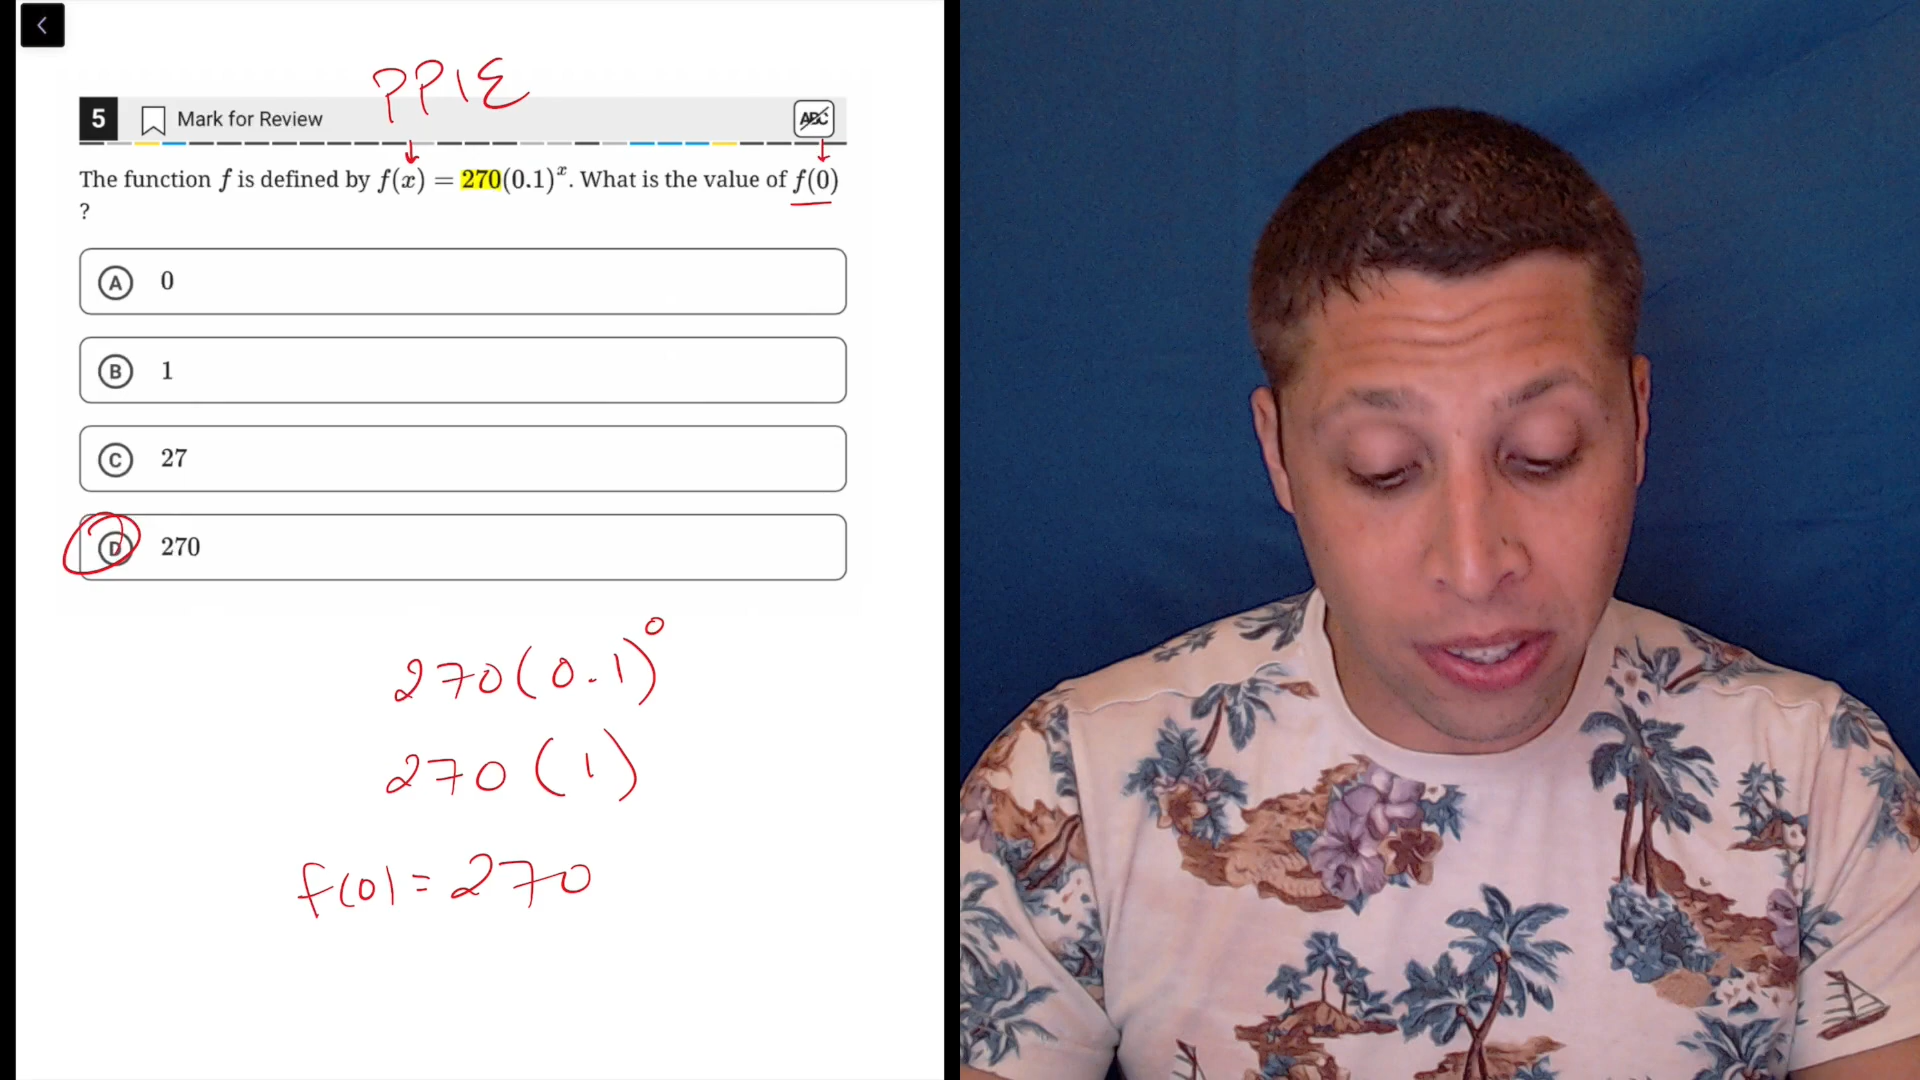 PPIE
5 Mark for Review ABC
The function f is defined by f(x) = 270(0.1)ˣ. What is the value of f(0)
?
A 0
B 1
C 27
D 270
270(0.1)⁰
270(1)
f(0)=270